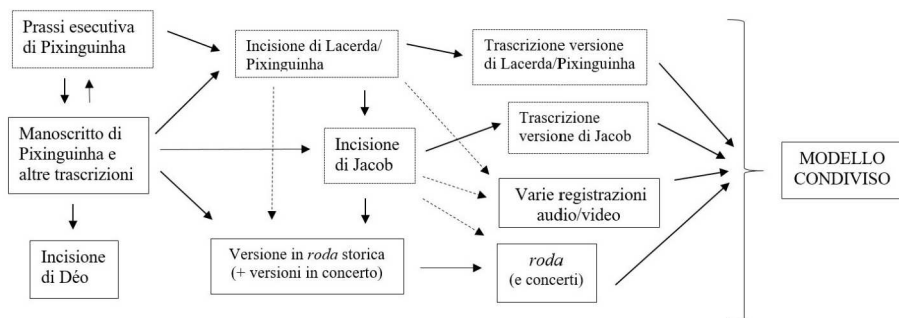 Prassi esecutiva
di Pixinguinha
Incisione di Lacerda/
Pixinguinha
Trascrizione versione
di Lacerda/Pixinguinha
Manoscritto di
Pixinguinha e
altre trascrizioni
Incisione
di Jacob
Trascrizione
versione di Jacob
MODELLO
CONDIVISO
Varie registrazioni
audio/video
Incisione
di Déo
Versione in roda storica
(+ versioni in concerto)
roda
(e concerti)